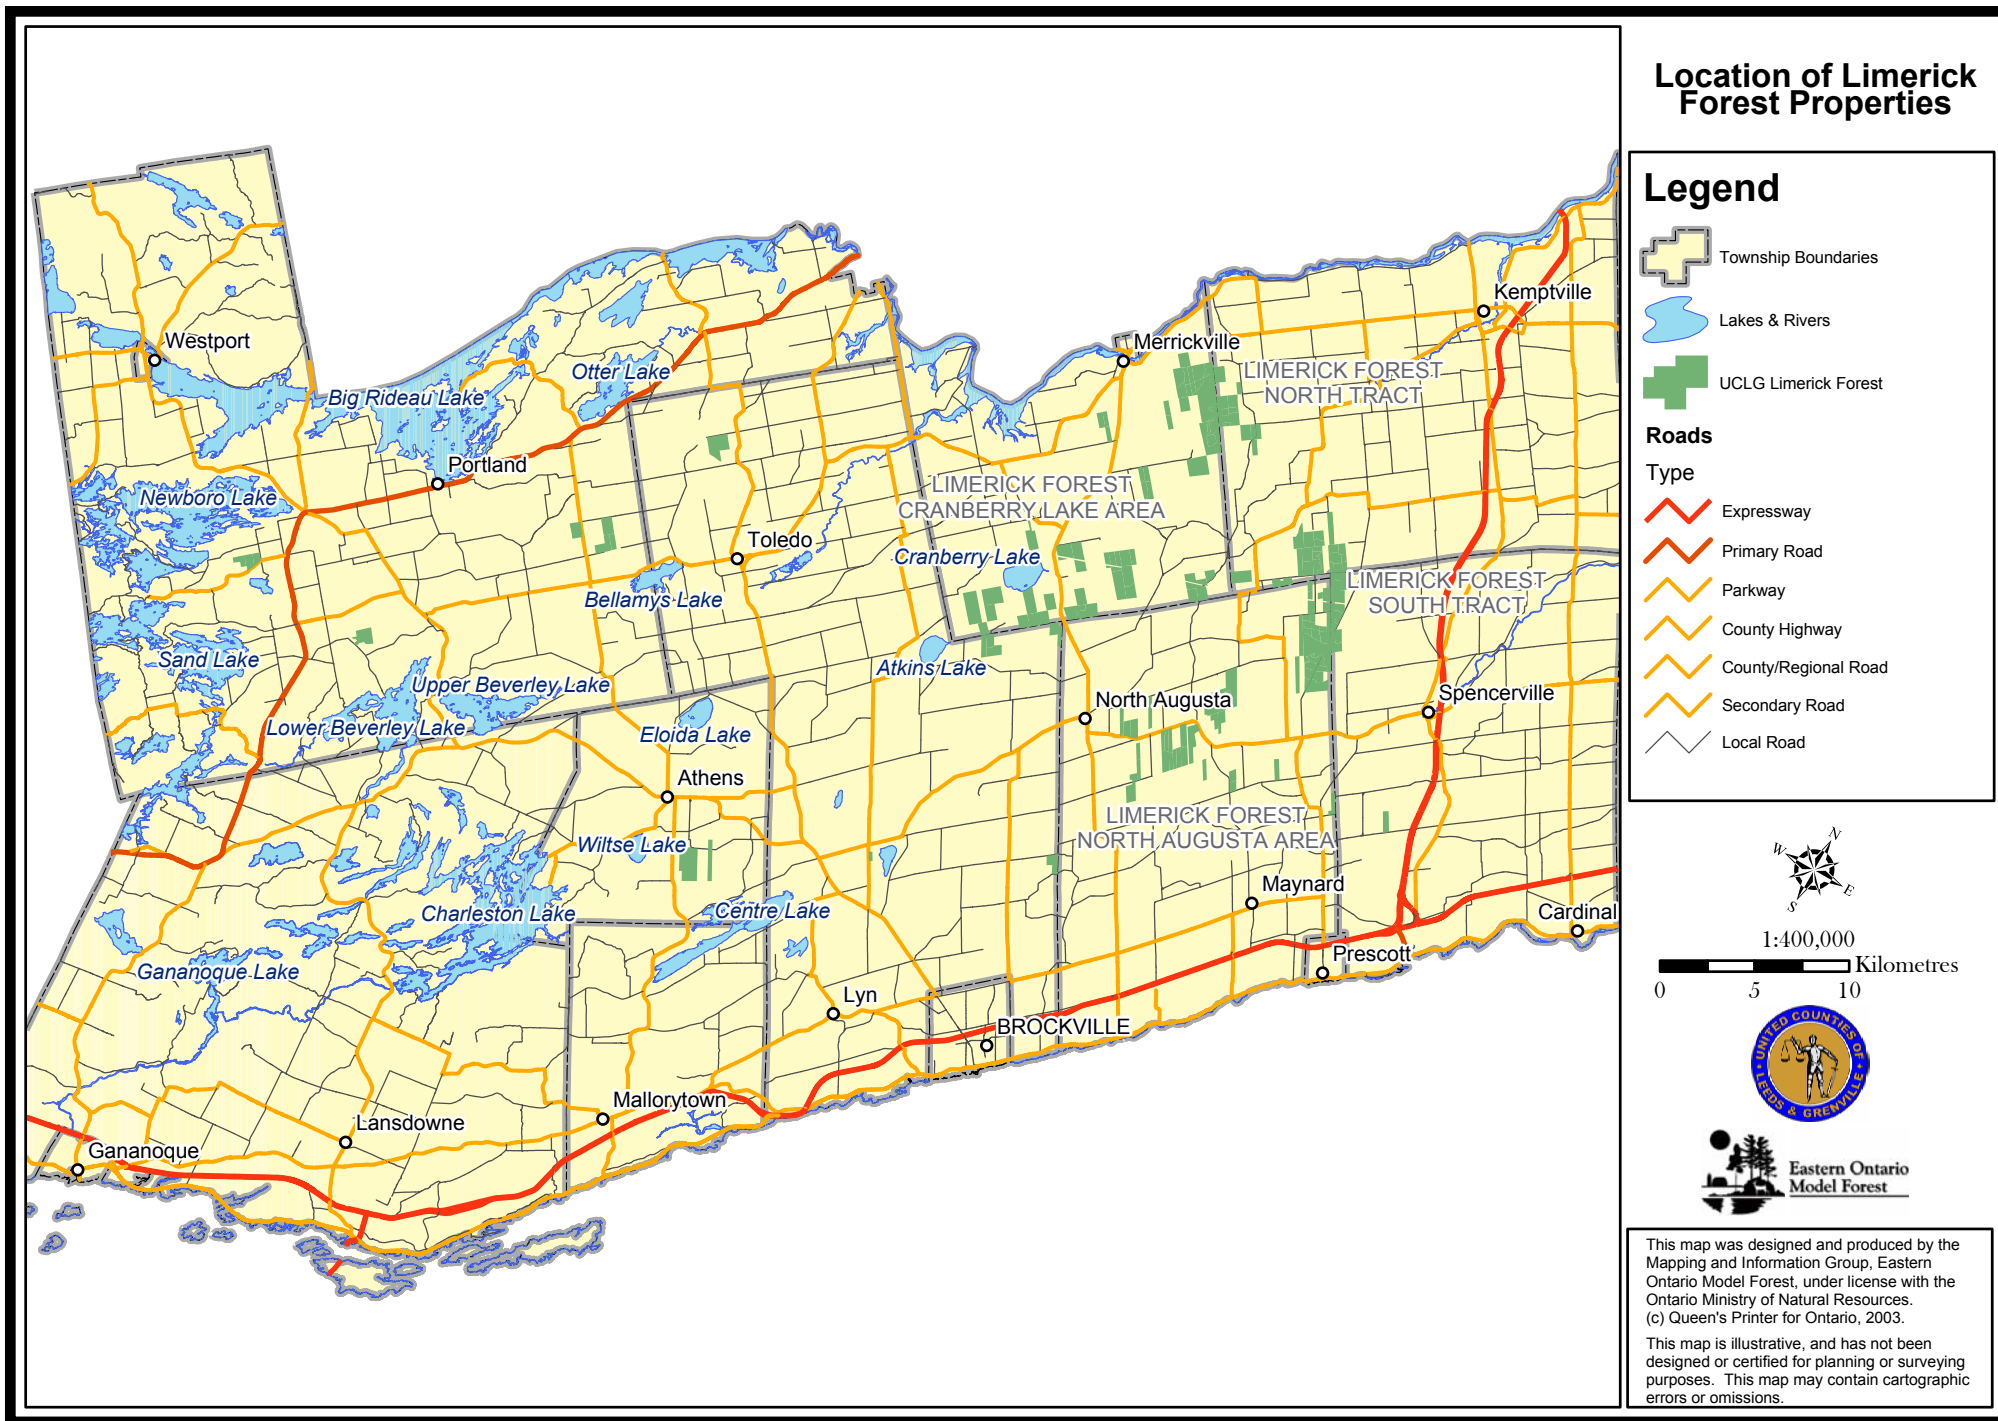 Location of Limerick
Forest Properties
Legend
Township Boundaries
Lakes & Rivers
UCLG Limerick Forest
Roads
Type
Expressway
Primary Road
Parkway
County Highway
County/Regional Road
Secondary Road
Local Road
N
W
E
S
1:400,000
Kilometres
0 5 10
UNITED COUNTIES OF
LEEDS & GRENVILLE
Eastern Ontario
Model Forest
This map was designed and produced by the
Mapping and Information Group, Eastern
Ontario Model Forest, under license with the
Ontario Ministry of Natural Resources.
(c) Queen's Printer for Ontario, 2003.
This map is illustrative, and has not been
designed or certified for planning or surveying
purposes. This map may contain cartographic
errors or omissions.
Kemptville
Westport
Merrickville
Otter Lake
LIMERICK FOREST
NORTH TRACT
Big Rideau Lake
Portland
Newboro Lake
LIMERICK FOREST
CRANBERRY LAKE AREA
Toledo
Cranberry Lake
LIMERICK FOREST
SOUTH TRACT
Bellamys Lake
Sand Lake
Atkins Lake
Upper Beverley Lake
North Augusta
Spencerville
Lower Beverley Lake
Eloida Lake
Athens
LIMERICK FOREST
NORTH AUGUSTA AREA
Wiltse Lake
Maynard
Charleston Lake
Centre Lake
Cardinal
Prescott
Gananoque Lake
Lyn
BROCKVILLE
Mallorytown
Lansdowne
Gananoque